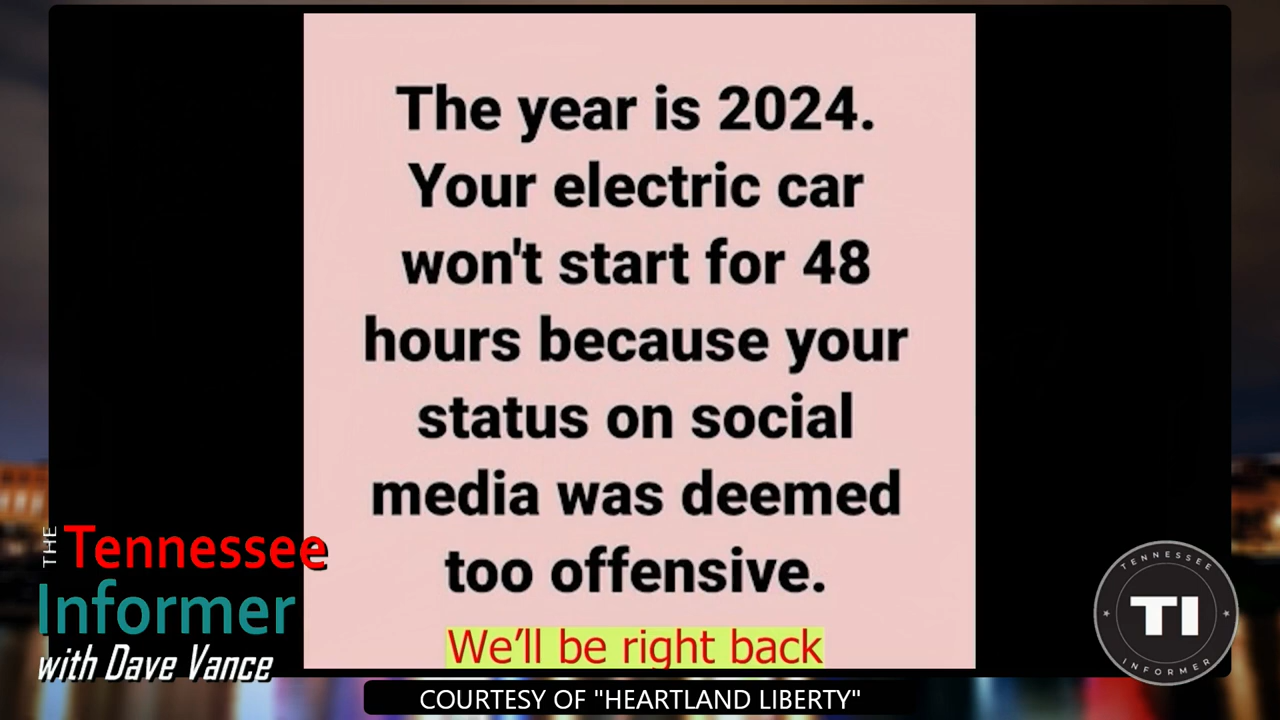 The year is 2024.
Your electric car
won't start for 48
hours because your
status on social
media was deemed
too offensive.
We'll be right back
THE Tennessee
Informer
with Dave Vance
TENNESSEE
TI
INFORMER
COURTESY OF "HEARTLAND LIBERTY"